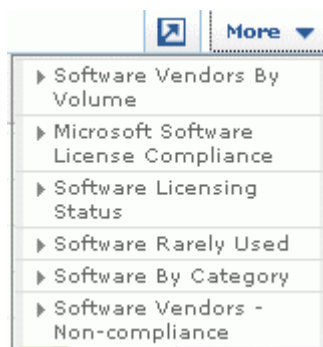 More
Software Vendors By
Volume
Microsoft Software
License Compliance
Software Licensing
Status
Software Rarely Used
Software By Category
Software Vendors -
Non-compliance